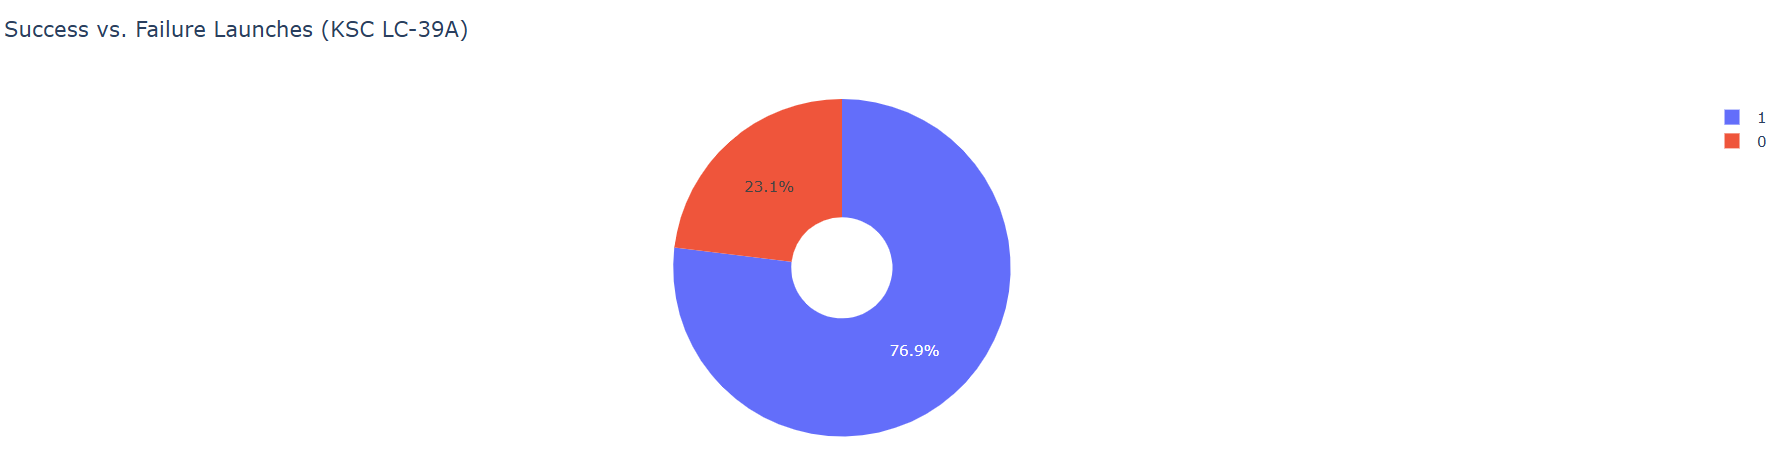 Success vs. Failure Launches (KSC LC-39A)
1
0
23.1%
76.9%